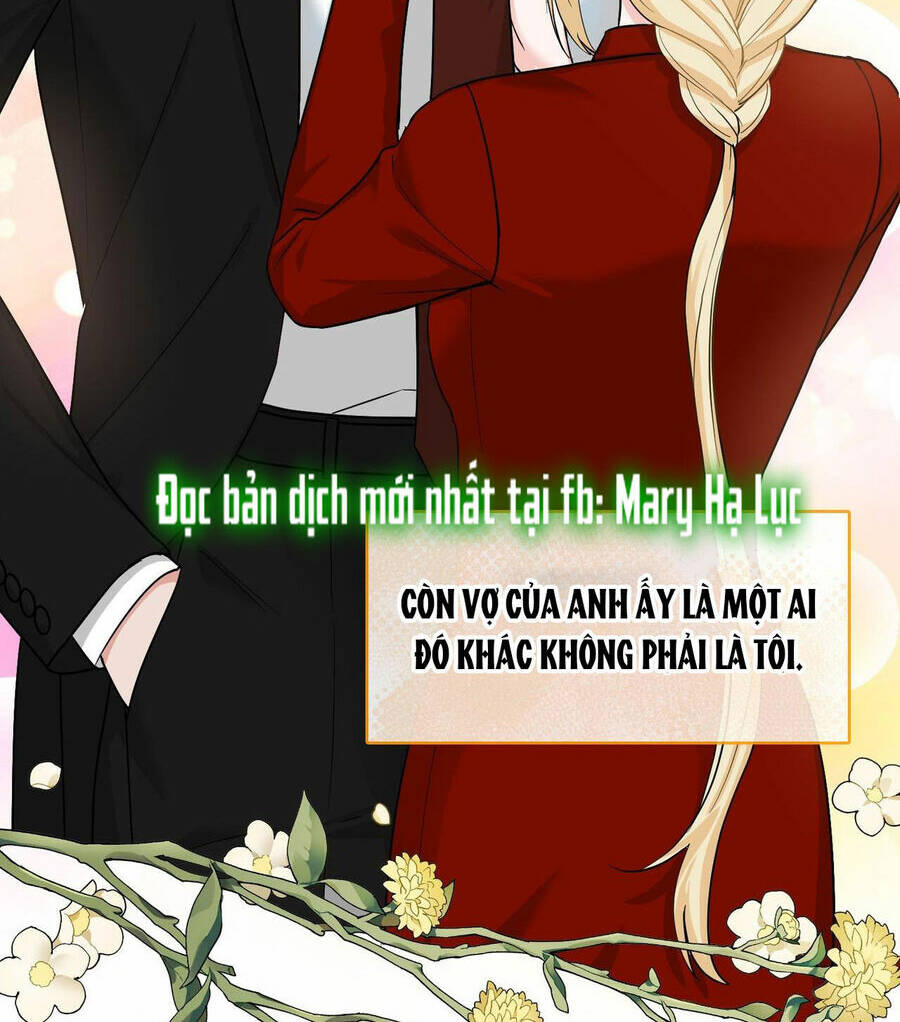 Đọc bản dịch mới nhất tại fb: Mary Hạ Lục
CÒN VỢ CỦA ANH ẤY LÀ MỘT AI
ĐÓ KHÁC KHÔNG PHẢI LÀ TÔI.